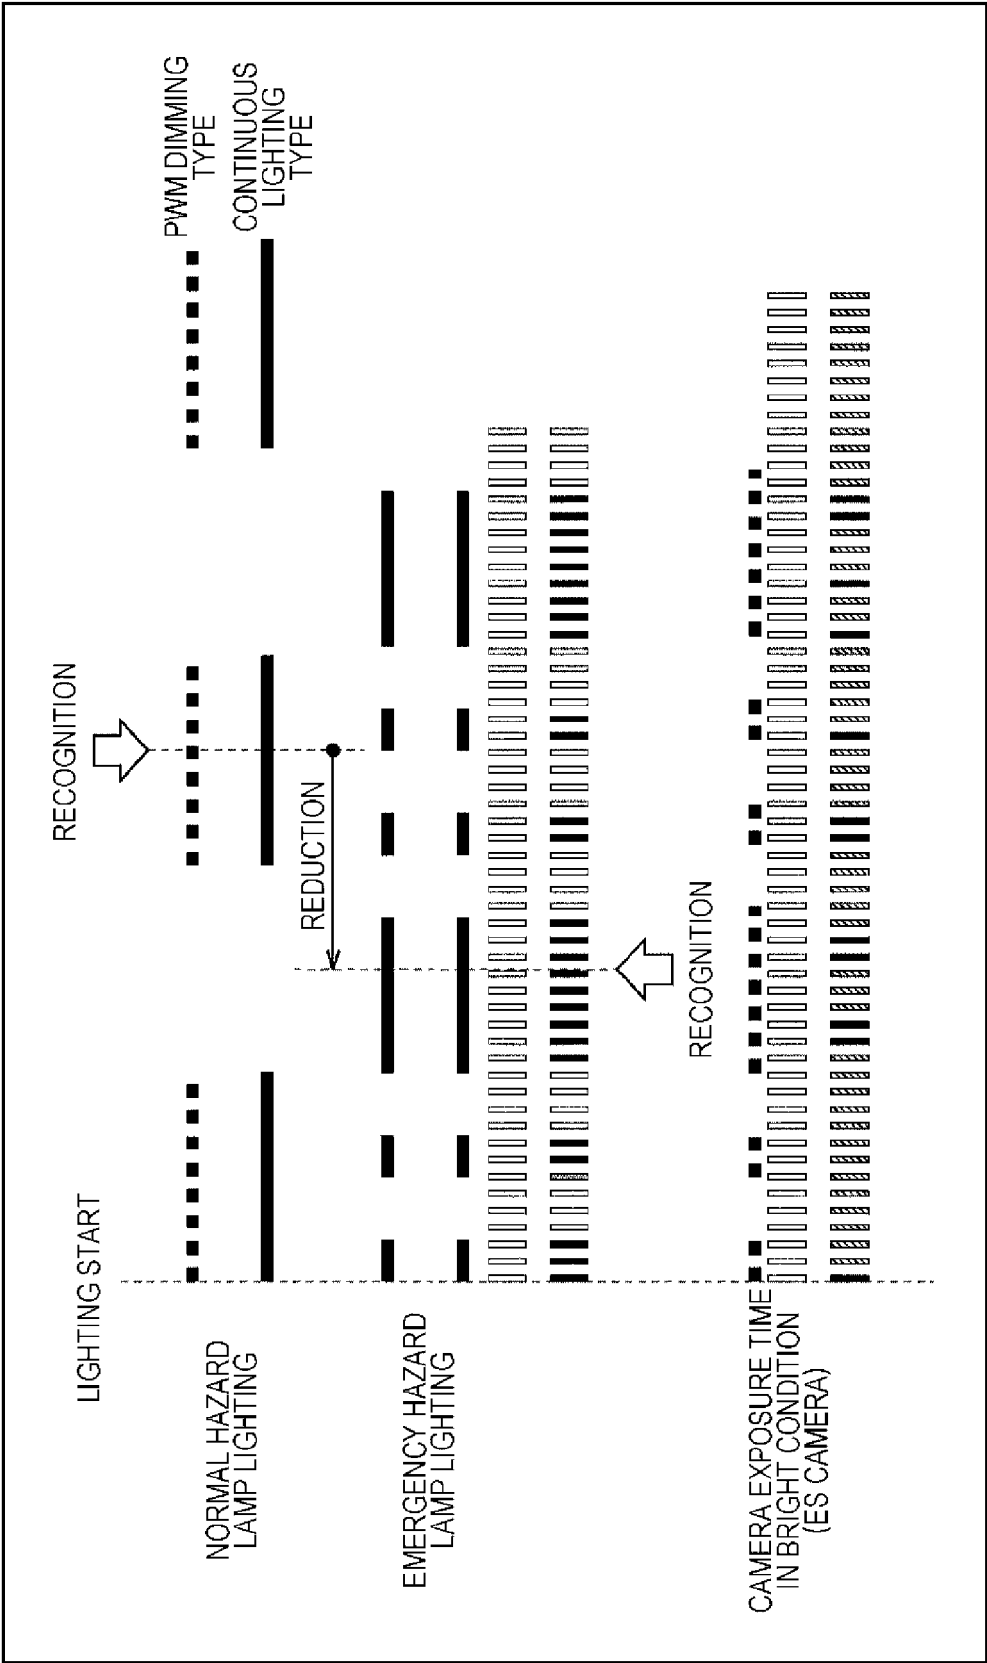 LIGHTING START
RECOGNITION
PWM DIMMING
TYPE
CONTINUOUS
LIGHTING
TYPE
NORMAL HAZARD
LAMP LIGHTING
REDUCTION
EMERGENCY HAZARD
LAMP LIGHTING
RECOGNITION
CAMERA EXPOSURE TIME
IN BRIGHT CONDITION
(ES CAMERA)